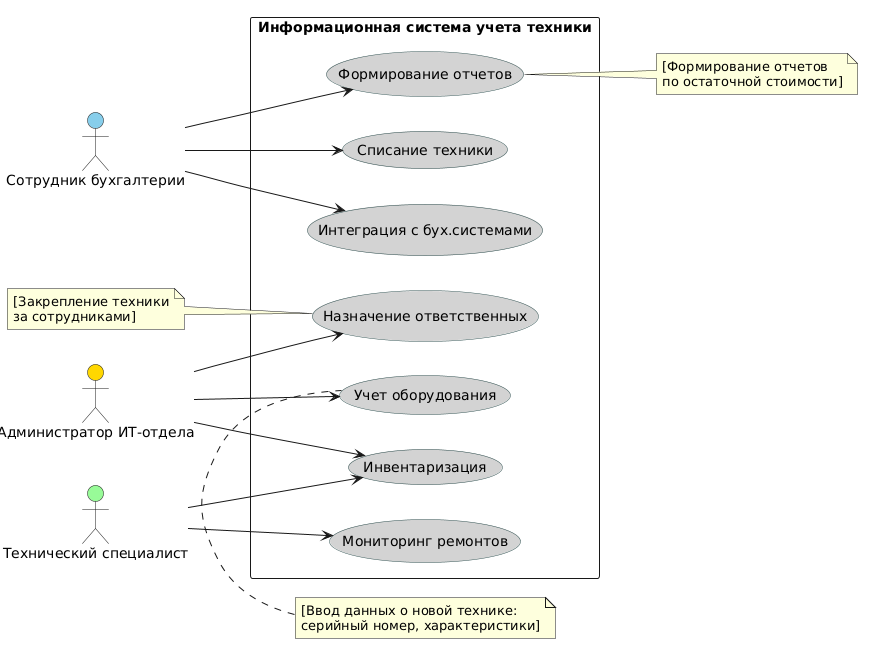 Информационная система учета техники
Формирование отчетов
[Формирование отчетов
по остаточной стоимости]
Списание техники
Сотрудник бухгалтерии
Интеграция с бух.системами
[Закрепление техники
за сотрудниками]
Назначение ответственных
Учет оборудования
Администратор ИТ-отдела
Инвентаризация
Мониторинг ремонтов
Технический специалист
[Ввод данных о новой технике:
серийный номер, характеристики]